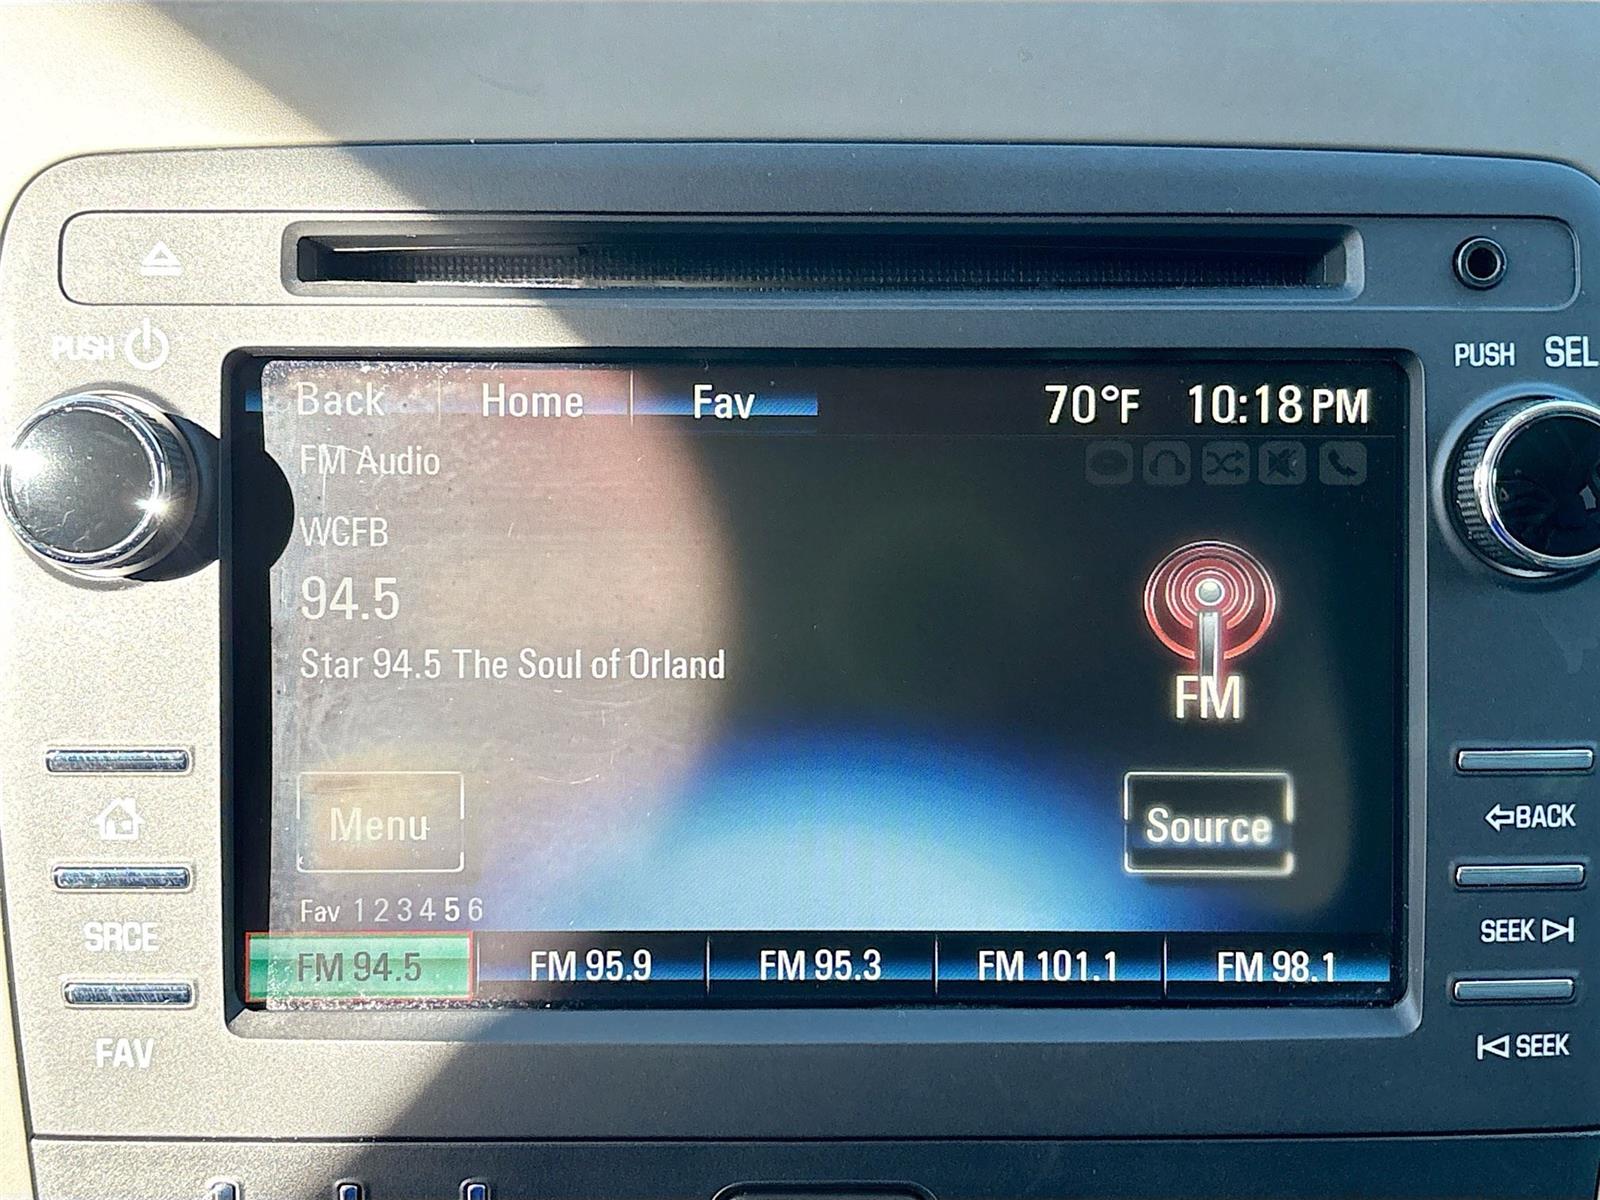 PUSH
PUSH SEL
Back Home Fav 70°F 10:18 PM
FM Audio
WCFB
94.5
Star 94.5 The Soul of Orland
FM
Menu
Source
BACK
Fav 1 2 3 4 5 6
SRCE
SEEK
FM 94.5 FM 95.9 FM 95.3 FM 101.1 FM 98.1
FAV
SEEK